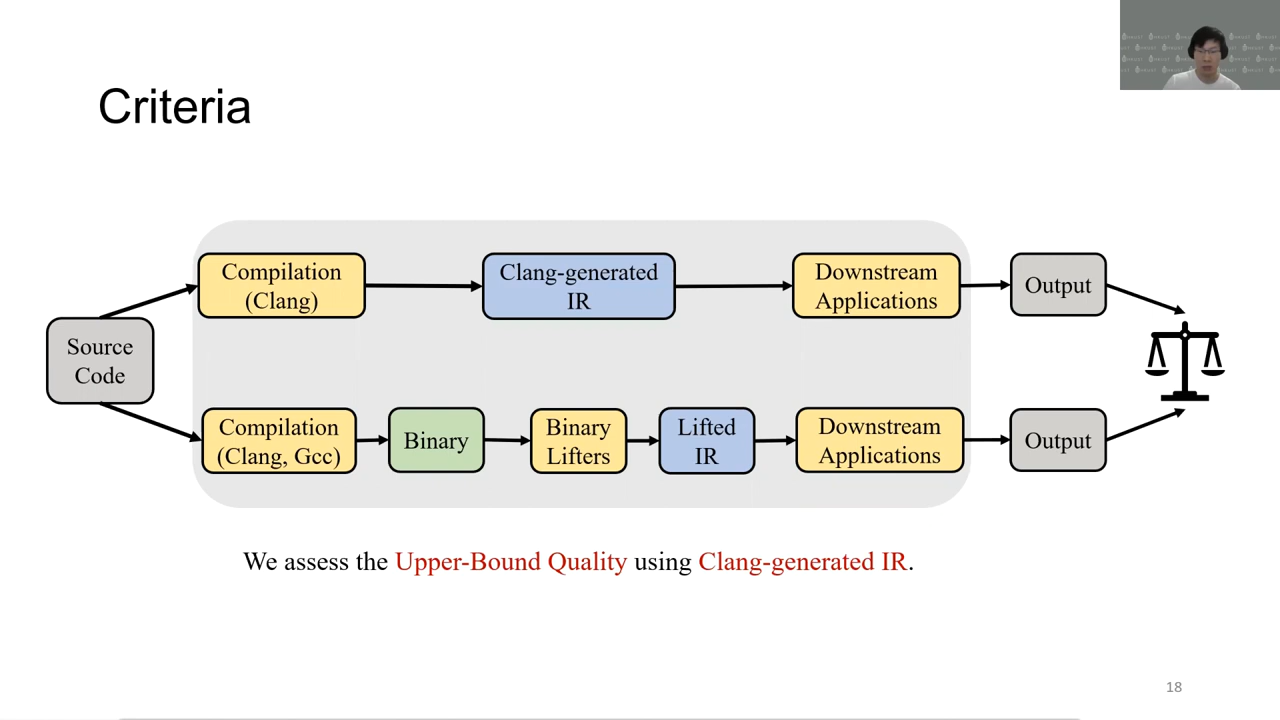 Criteria
Compilation
(Clang)
Clang-generated
IR
Downstream
Applications
Output
Source
Code
Compilation
(Clang, Gcc)
Binary
Binary
Lifters
Lifted
IR
Downstream
Applications
Output
We assess the Upper-Bound Quality using Clang-generated IR.
18